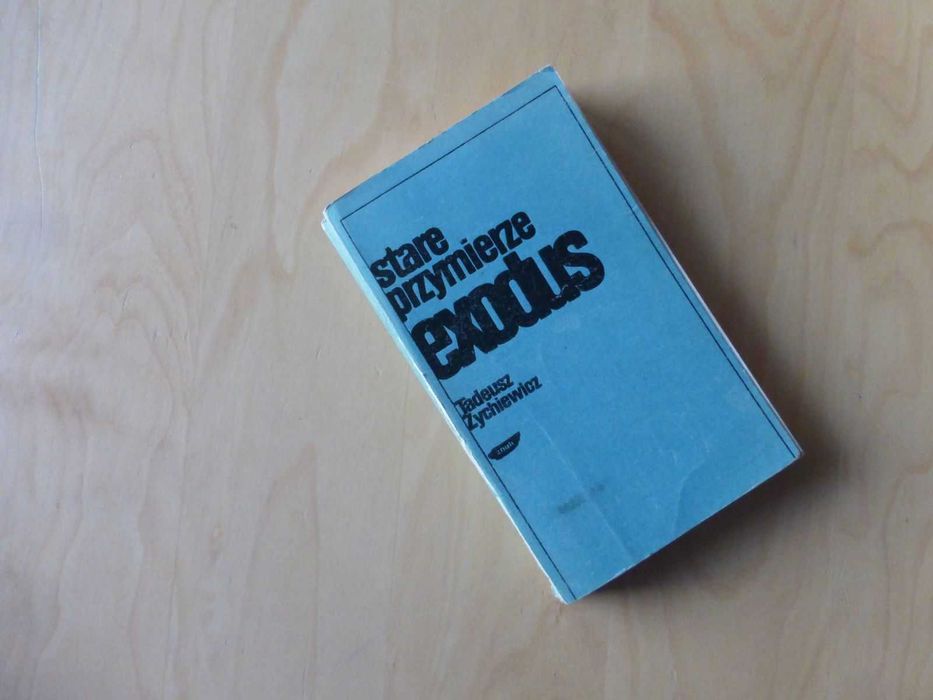 stare
przymierze
exodus
Tadeusz
Żychiewicz
znak